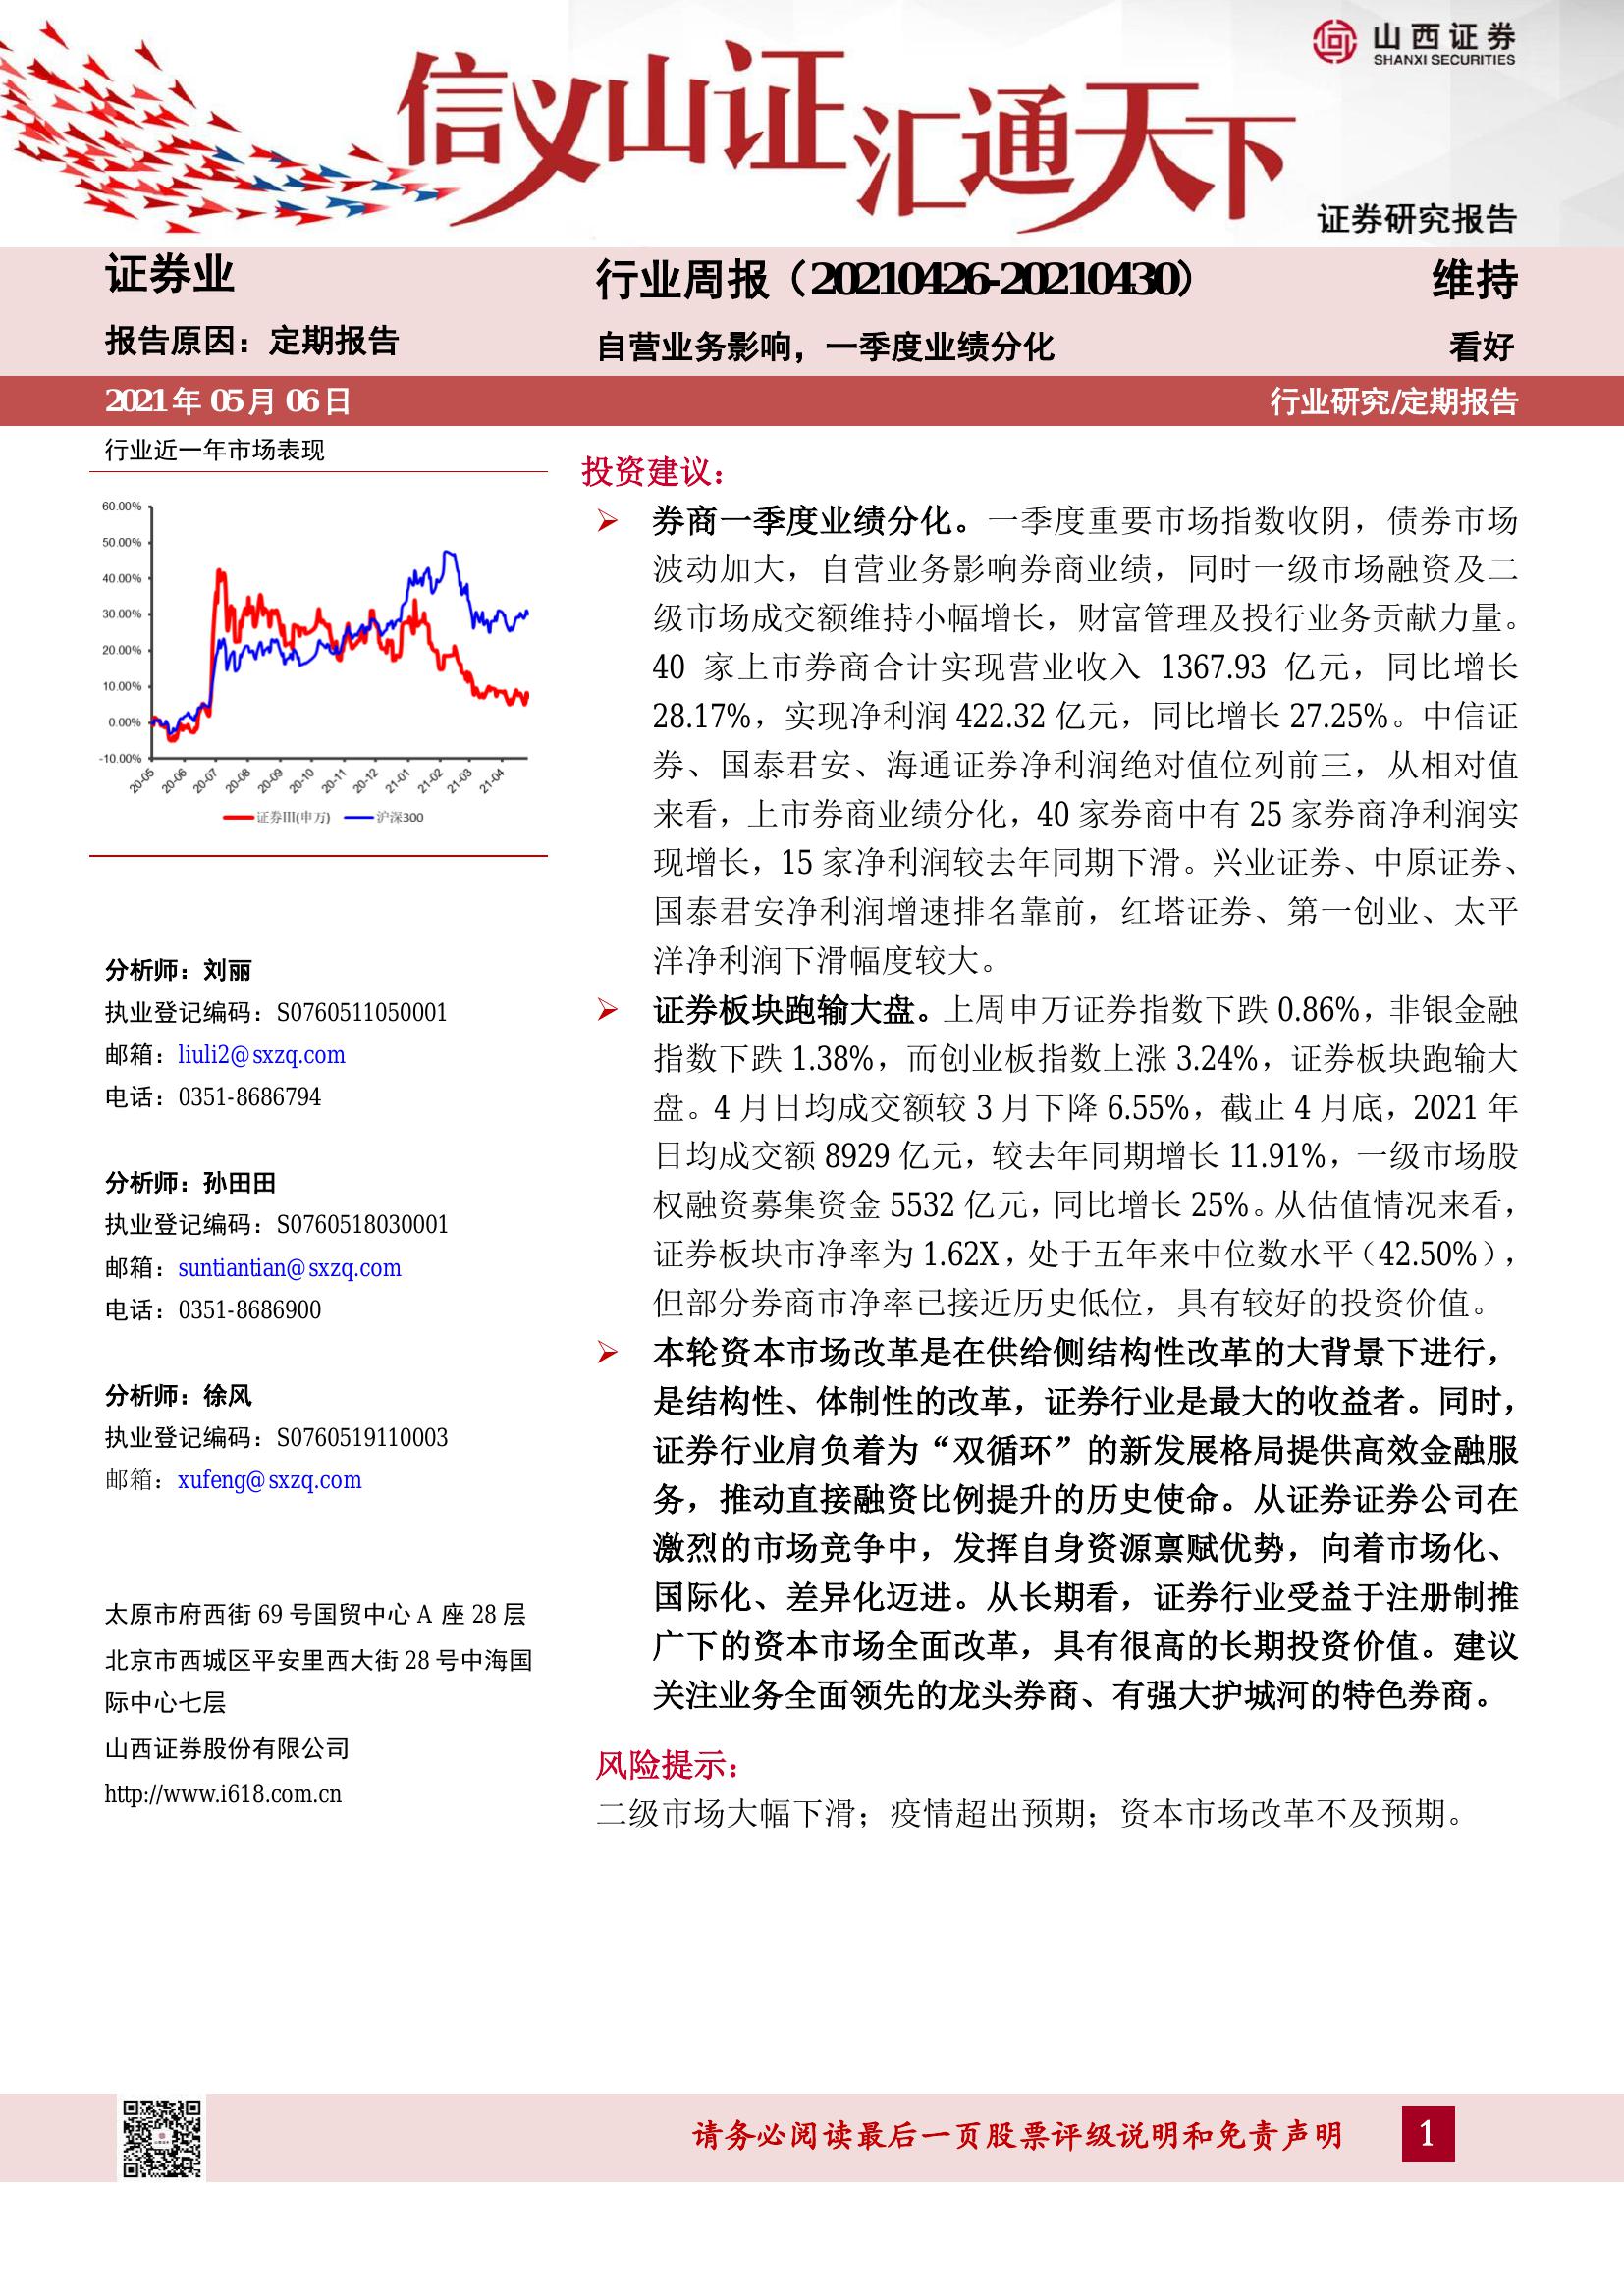 山西证券
SHANXI SECURITIES
信义山证汇通天下
证券研究报告
证券业
行业周报（20210426-20210430）
维持
报告原因：定期报告
自营业务影响，一季度业绩分化
看好
2021 年 05 月 06 日
行业研究/定期报告
行业近一年市场表现
60.00%
50.00%
40.00%
30.00%
20.00%
10.00%
0.00%
-10.00%
20-05 20-06 20-07 20-08 20-09 20-10 20-11 20-12 21-01 21-02 21-03 21-04
证券III(申万) 沪深300
分析师：刘丽
执业登记编码：S0760511050001
邮箱：liuli2@sxzq.com
电话：0351-8686794
分析师：孙田田
执业登记编码：S0760518030001
邮箱：suntiantian@sxzq.com
电话：0351-8686900
分析师：徐风
执业登记编码：S0760519110003
邮箱：xufeng@sxzq.com
太原市府西街 69 号国贸中心 A 座 28 层
北京市西城区平安里西大街 28 号中海国
际中心七层
山西证券股份有限公司
http://www.i618.com.cn
投资建议：
券商一季度业绩分化。一季度重要市场指数收阴，债券市场
波动加大，自营业务影响券商业绩，同时一级市场融资及二
级市场成交额维持小幅增长，财富管理及投行业务贡献力量。
40 家上市券商合计实现营业收入 1367.93 亿元，同比增长
28.17%，实现净利润 422.32 亿元，同比增长 27.25%。中信证
券、国泰君安、海通证券净利润绝对值位列前三，从相对值
来看，上市券商业绩分化，40 家券商中有 25 家券商净利润实
现增长，15 家净利润较去年同期下滑。兴业证券、中原证券、
国泰君安净利润增速排名靠前，红塔证券、第一创业、太平
洋净利润下滑幅度较大。
证券板块跑输大盘。上周申万证券指数下跌 0.86%，非银金融
指数下跌 1.38%，而创业板指数上涨 3.24%，证券板块跑输大
盘。4 月日均成交额较 3 月下降 6.55%，截止 4 月底，2021 年
日均成交额 8929 亿元，较去年同期增长 11.91%，一级市场股
权融资募集资金 5532 亿元，同比增长 25%。从估值情况来看，
证券板块市净率为 1.62X，处于五年来中位数水平（42.50%），
但部分券商市净率已接近历史低位，具有较好的投资价值。
本轮资本市场改革是在供给侧结构性改革的大背景下进行，
是结构性、体制性的改革，证券行业是最大的收益者。同时，
证券行业肩负着为“双循环”的新发展格局提供高效金融服
务，推动直接融资比例提升的历史使命。从证券证券公司在
激烈的市场竞争中，发挥自身资源禀赋优势，向着市场化、
国际化、差异化迈进。从长期看，证券行业受益于注册制推
广下的资本市场全面改革，具有很高的长期投资价值。建议
关注业务全面领先的龙头券商、有强大护城河的特色券商。
风险提示：
二级市场大幅下滑；疫情超出预期；资本市场改革不及预期。
请务必阅读最后一页股票评级说明和免责声明
1